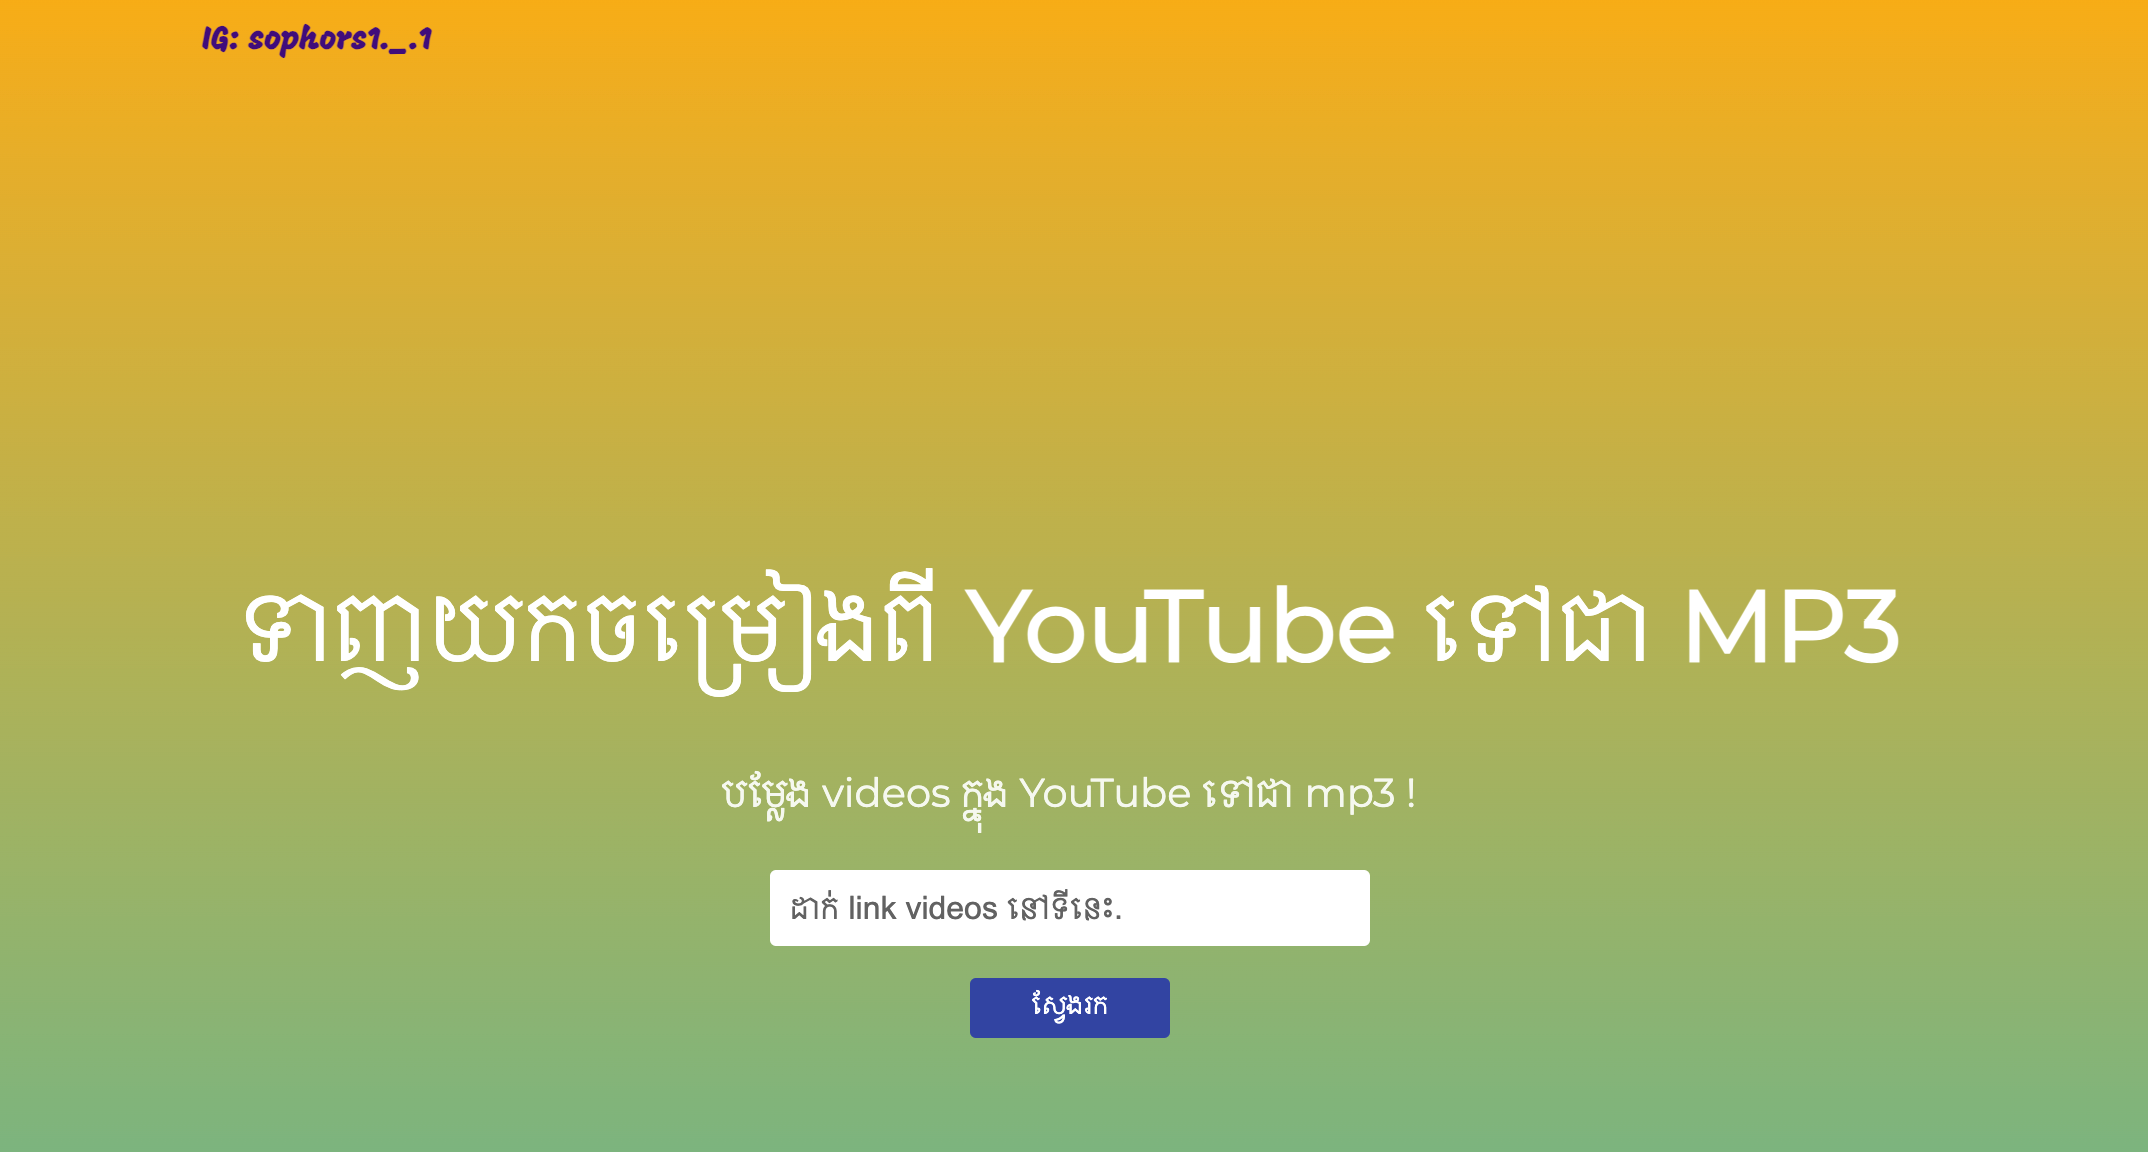 IG: sophors1._.1
ទាញយកចម្រៀងពី YouTube ទៅជា MP3
បម្លែង videos ក្នុង YouTube ទៅជា mp3 !
ដាក់ link videos នៅទីនេះ.
ស្វែងរក